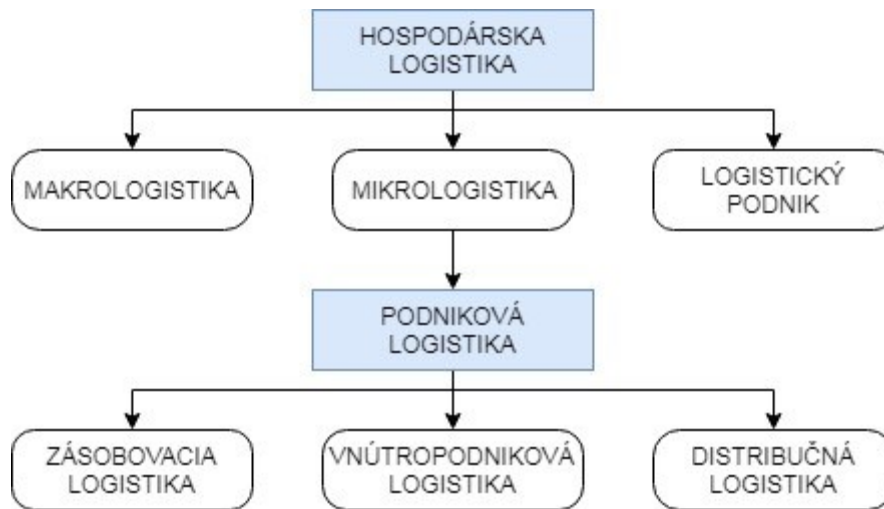 HOSPODÁRSKA
LOGISTIKA
MAKROLOGISTIKA
MIKROLOGISTIKA
LOGISTICKÝ
PODNIK
PODNIKOVÁ
LOGISTIKA
ZÁSOBOVACIA
LOGISTIKA
VNÚTROPODNIKOVÁ
LOGISTIKA
DISTRIBUČNÁ
LOGISTIKA